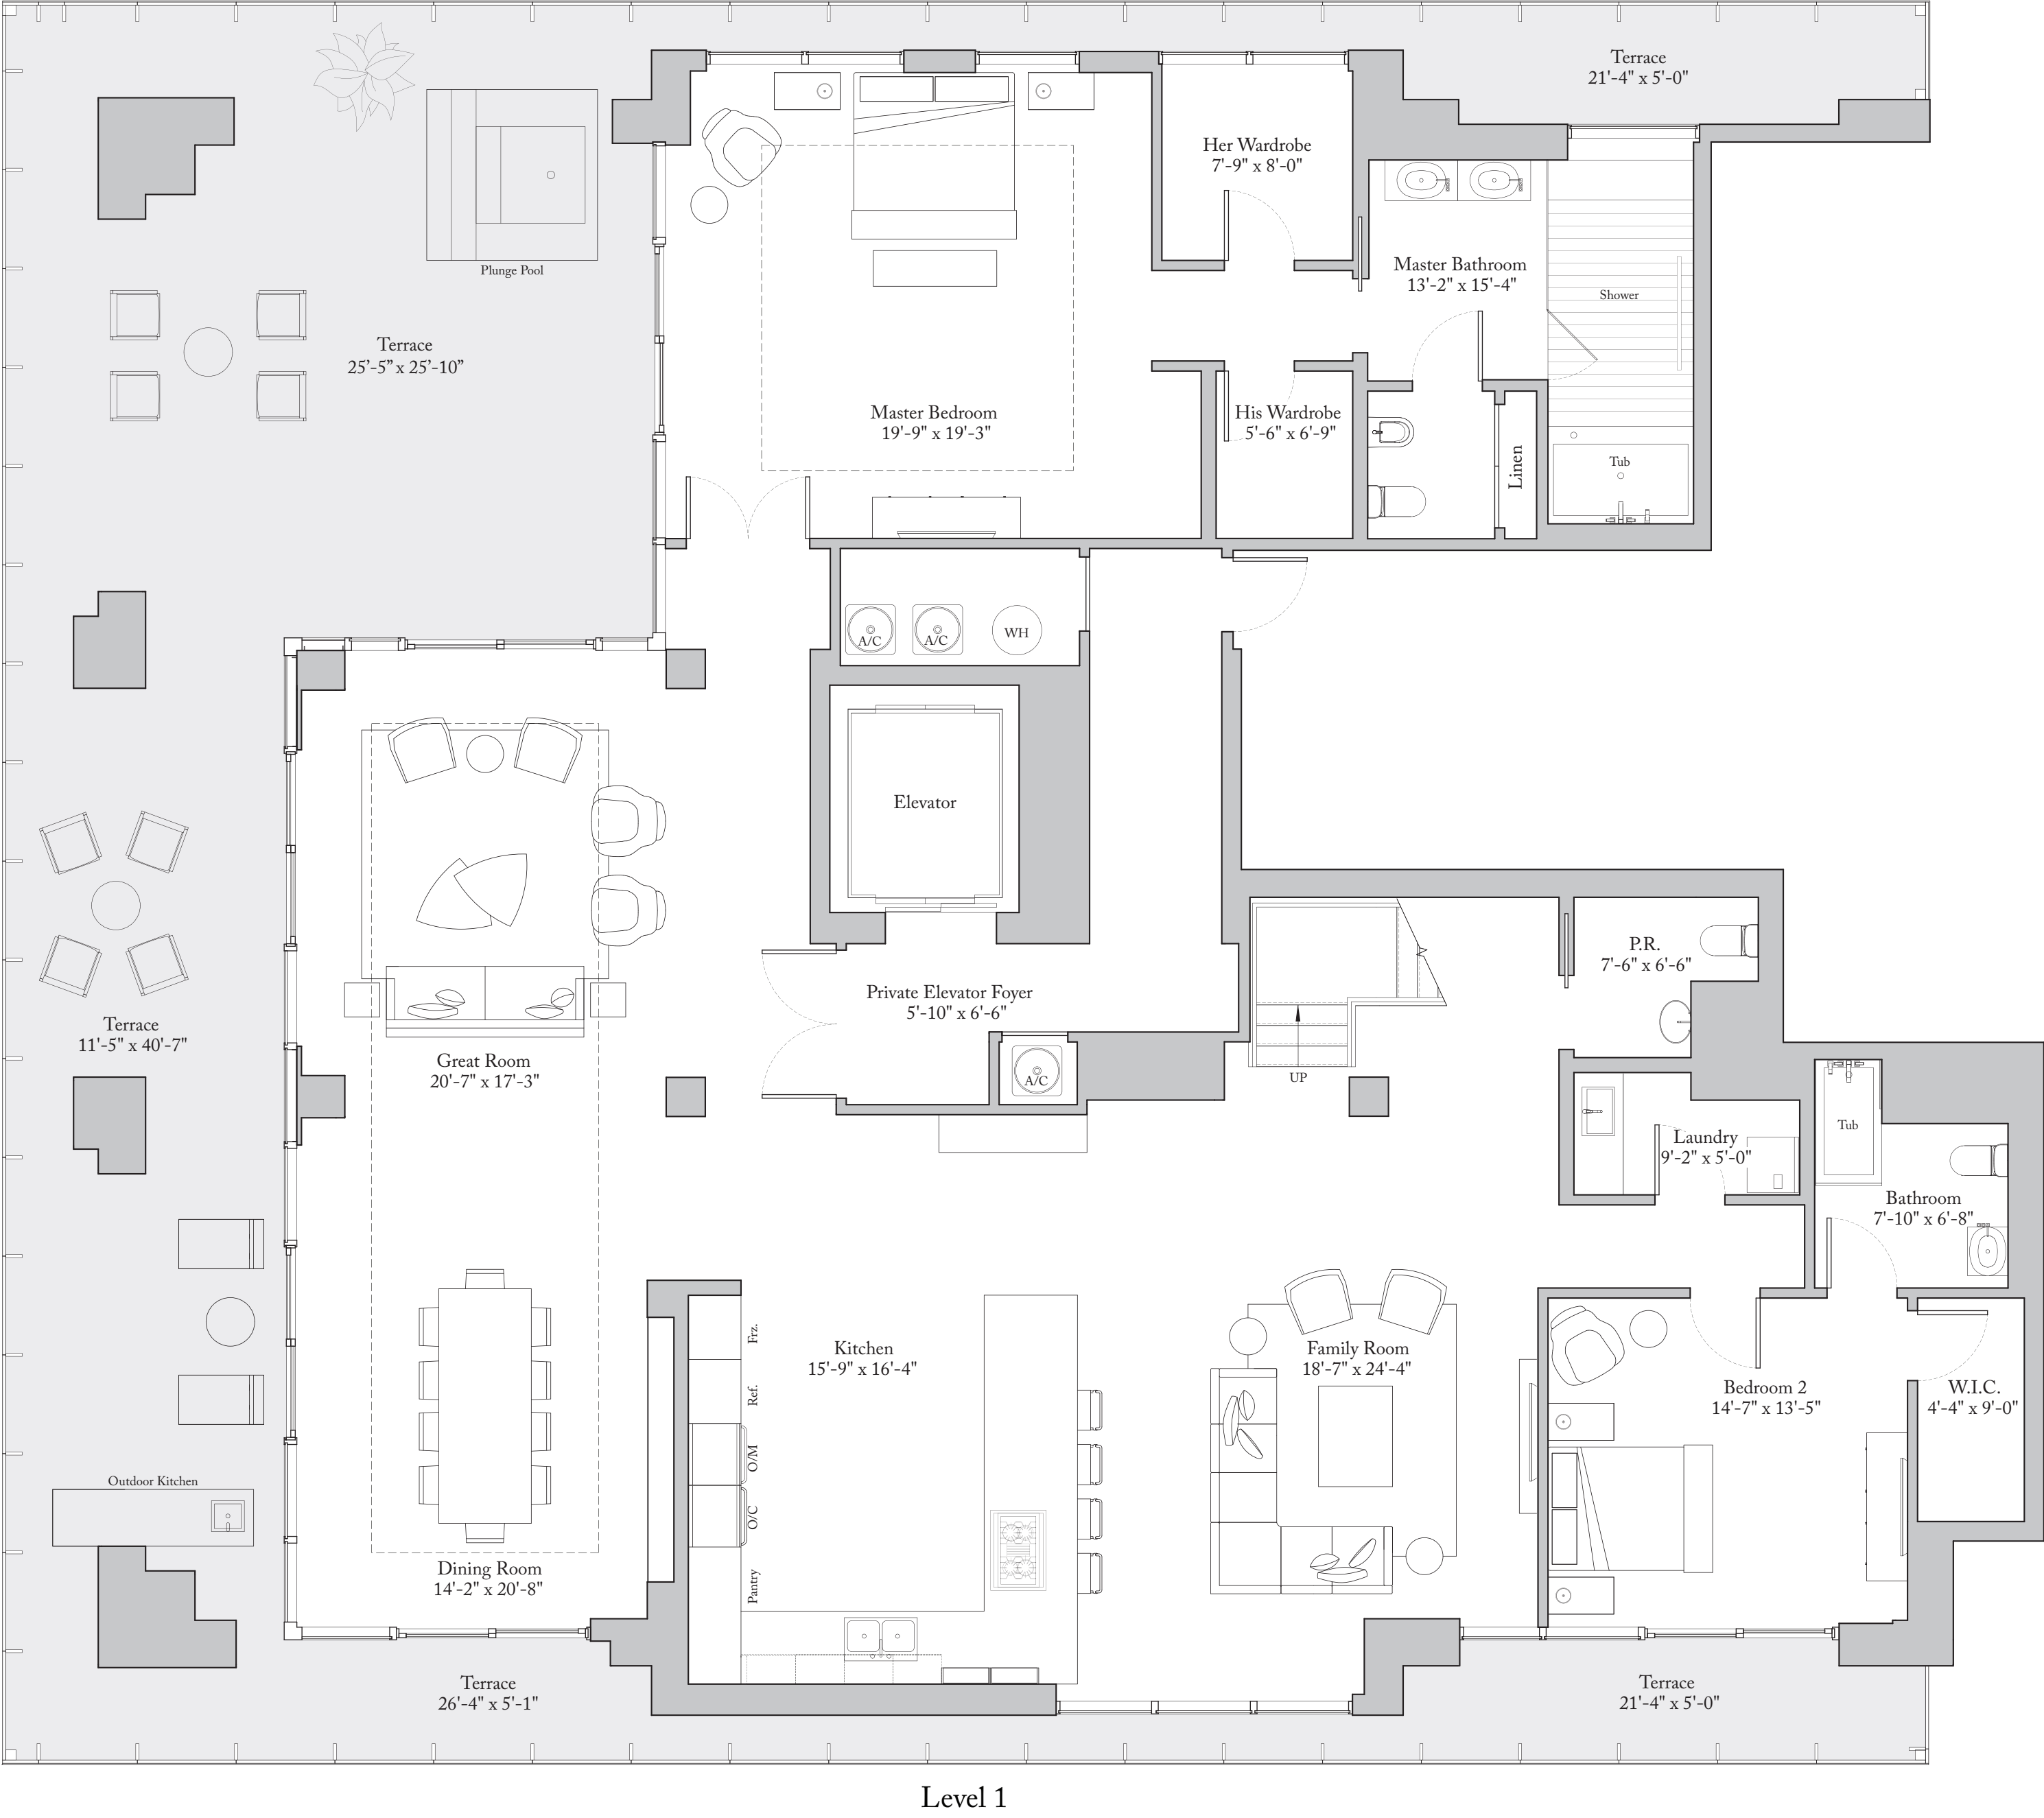 Terrace
21'-4" x 5'-0"
Her Wardrobe
7'-9" x 8'-0"
Plunge Pool
Master Bathroom
13'-2" x 15'-4"
Shower
Terrace
25’-5” x 25’-10”
Master Bedroom
19'-9" x 19'-3"
His Wardrobe
5'-6" x 6'-9"
Linen
Tub
A/C
A/C
WH
Elevator
P.R.
7'-6" x 6'-6"
Private Elevator Foyer
5'-10" x 6'-6"
Terrace
11'-5" x 40'-7"
Great Room
20'-7" x 17'-3"
A/C
UP
Tub
Laundry
9'-2" x 5'-0"
Bathroom
7'-10" x 6'-8"
Frz.
Kitchen
15'-9" x 16'-4"
Family Room
18'-7" x 24'-4"
Ref.
Bedroom 2
14'-7" x 13'-5"
W.I.C.
4'-4" x 9'-0"
O/M
Outdoor Kitchen
O/C
Dining Room
14'-2" x 20'-8"
Pantry
Terrace
26'-4" x 5'-1"
Terrace
21'-4" x 5'-0"
Level 1